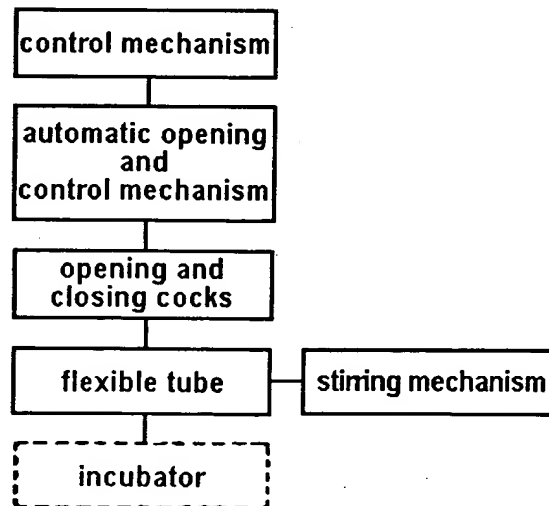 control mechanism
automatic opening
and
control mechanism
opening and
closing cocks
flexible tube
stirring mechanism
incubator